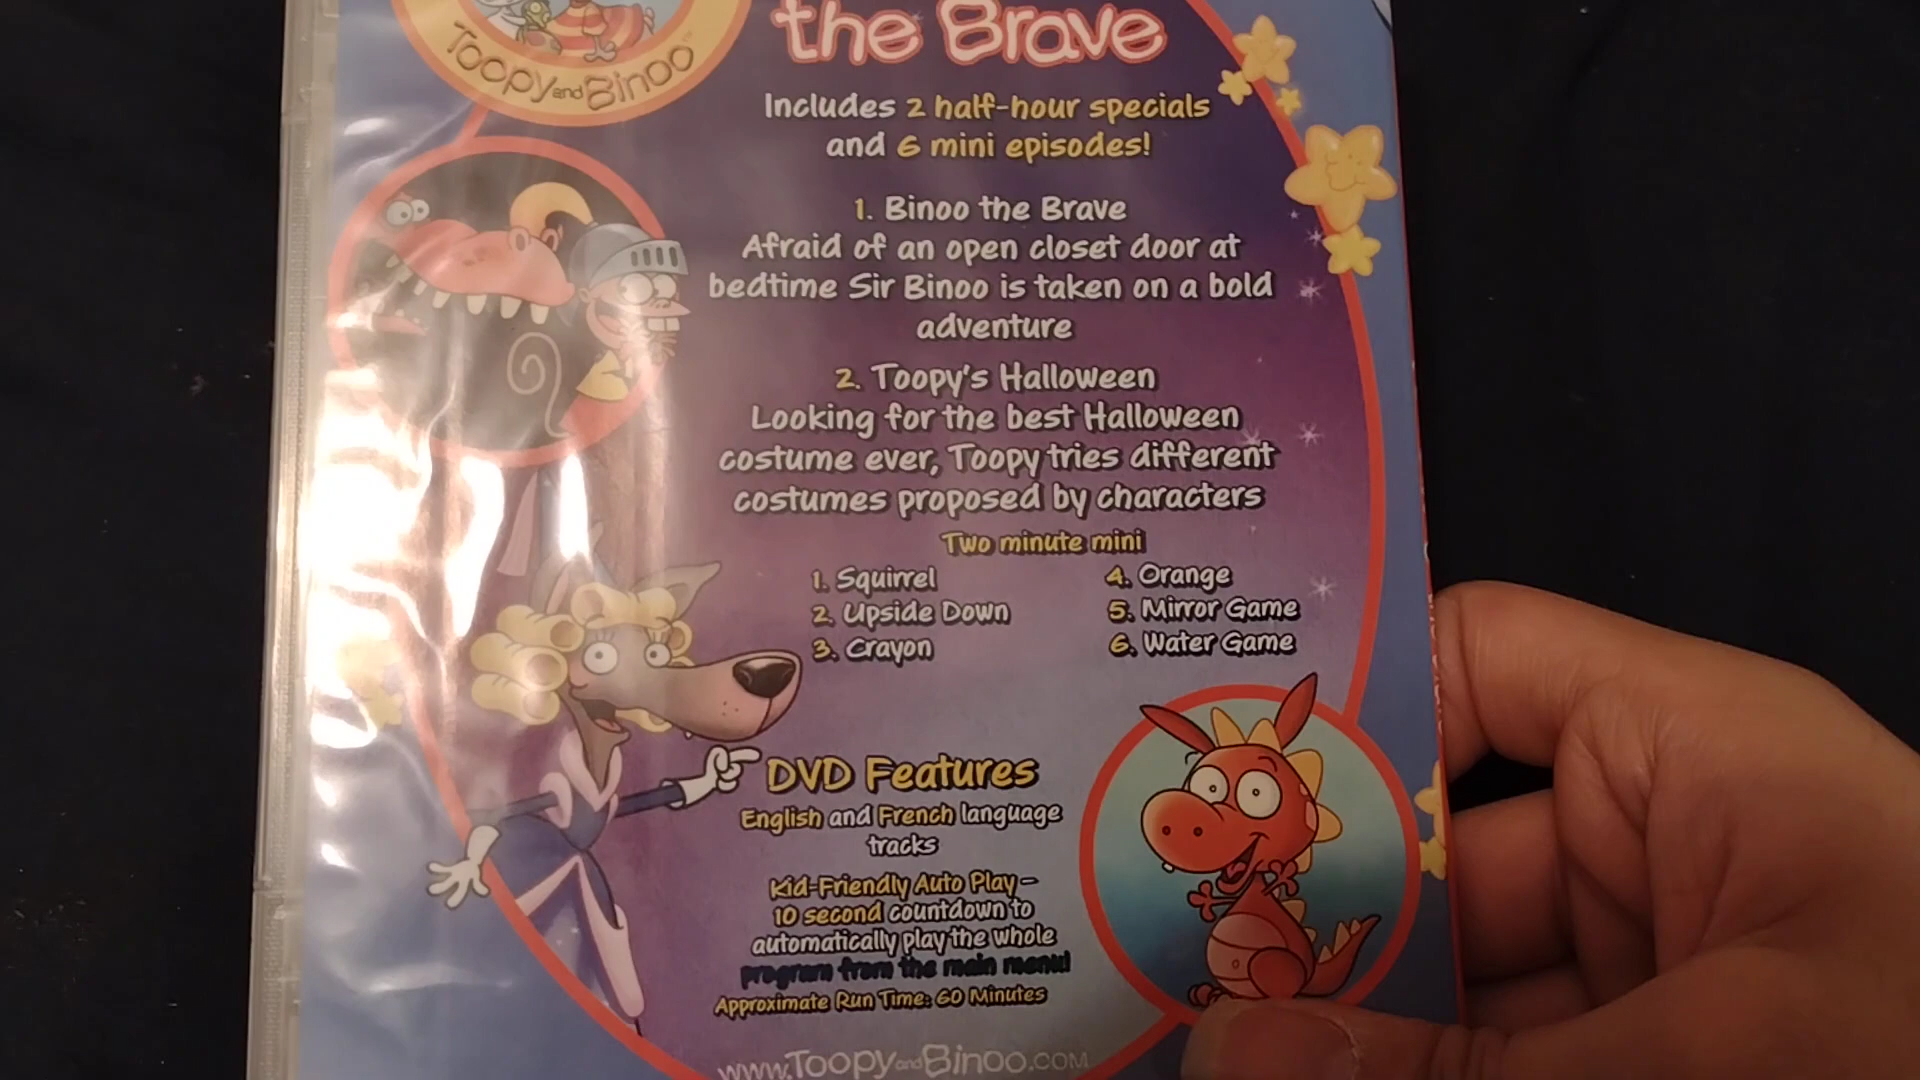 Toopy and Binoo
the Brave
Includes 2 half-hour specials
and 6 mini episodes!
1. Binoo the Brave
Afraid of an open closet door at
bedtime Sir Binoo is taken on a bold
adventure
2. Toopy's Halloween
Looking for the best Halloween
costume ever, Toopy tries different
costumes proposed by characters
Two minute mini
1. Squirrel
2. Upside Down
3. Crayon
4. Orange
5. Mirror Game
6. Water Game
DVD Features
English and French language
tracks
Kid-Friendly Auto Play –
10 second countdown to
automatically play the whole
program from the main menu!
Approximate Run Time: 60 Minutes
www.ToopyandBinoo.com